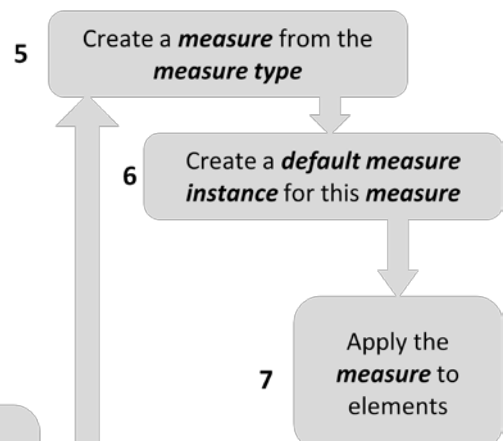 5
Create a measure from the
measure type
6
Create a default measure
instance for this measure
7
Apply the
measure to
elements